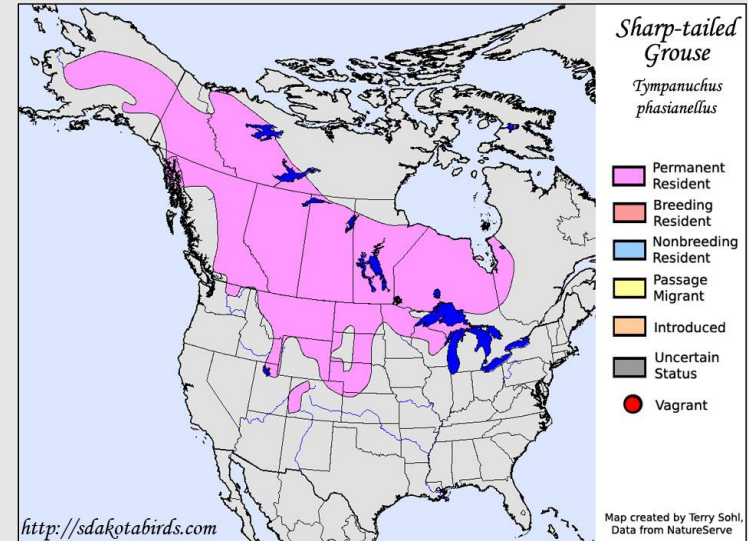 Sharp-tailed
Grouse
Tympanuchus
phasianellus
Permanent
Resident
Breeding
Resident
Nonbreeding
Resident
Passage
Migrant
Introduced
Uncertain
Status
Vagrant
http://sdakotabirds.com
Map created by Terry Sohl,
Data from NatureServe